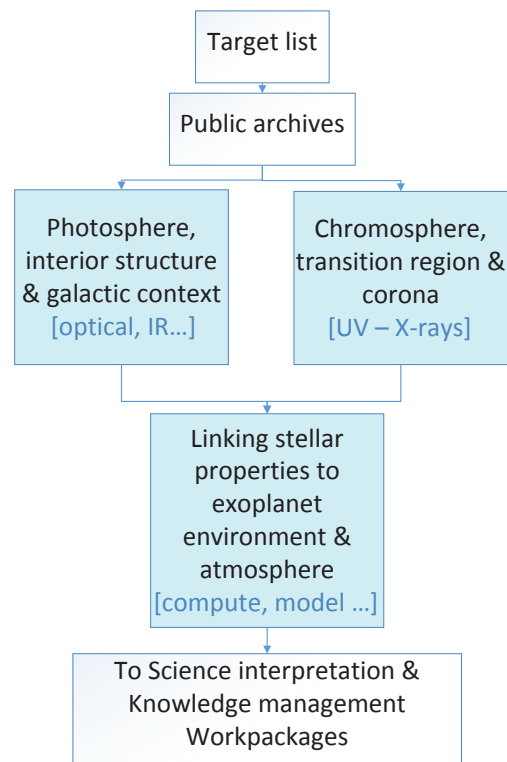 Target list
Public archives
Photosphere,
interior structure
& galactic context
[optical, IR…]
Chromosphere,
transition region &
corona
[UV – X-rays]
Linking stellar
properties to
exoplanet
environment &
atmosphere
[compute, model …]
To Science interpretation &
Knowledge management
Workpackages